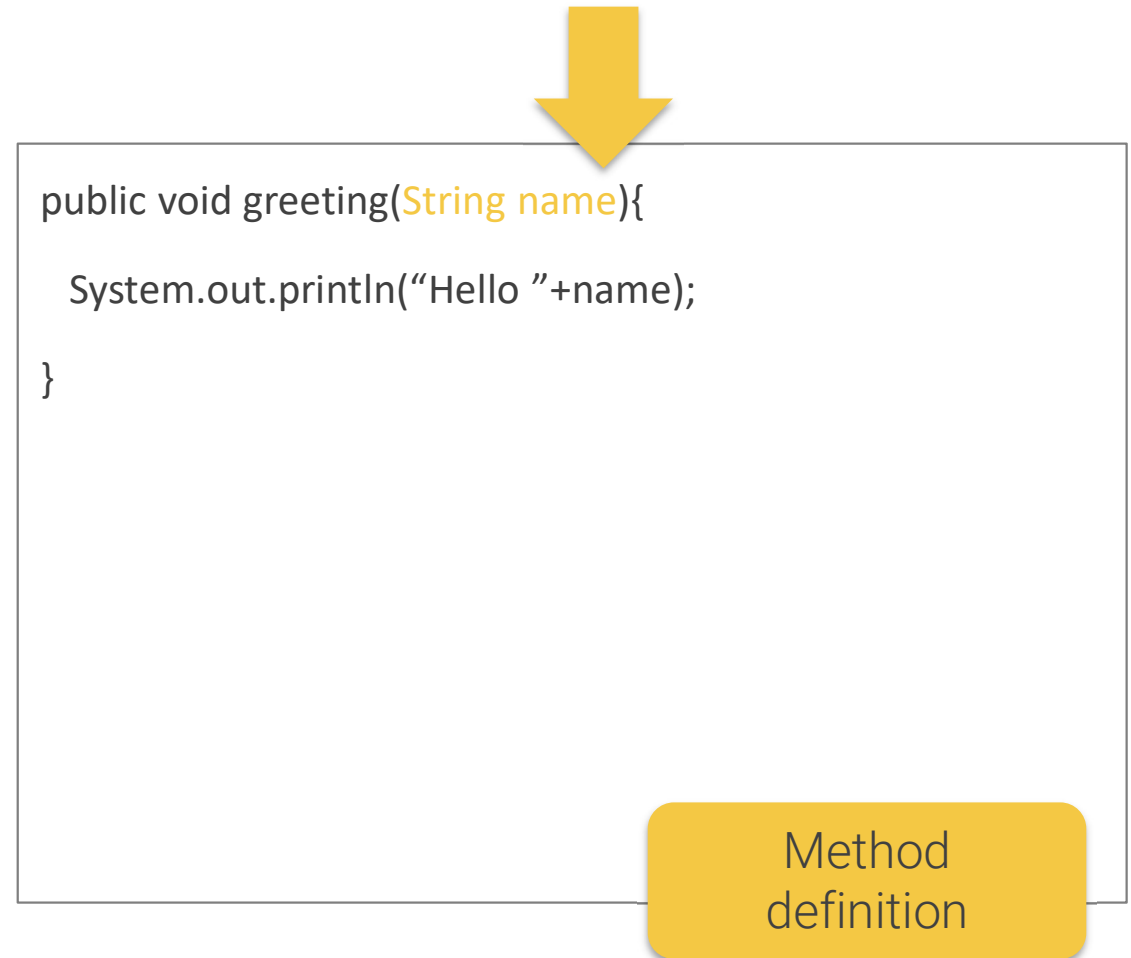 public void greeting(String name){
System.out.println(“Hello ”+name);
}
Method
definition